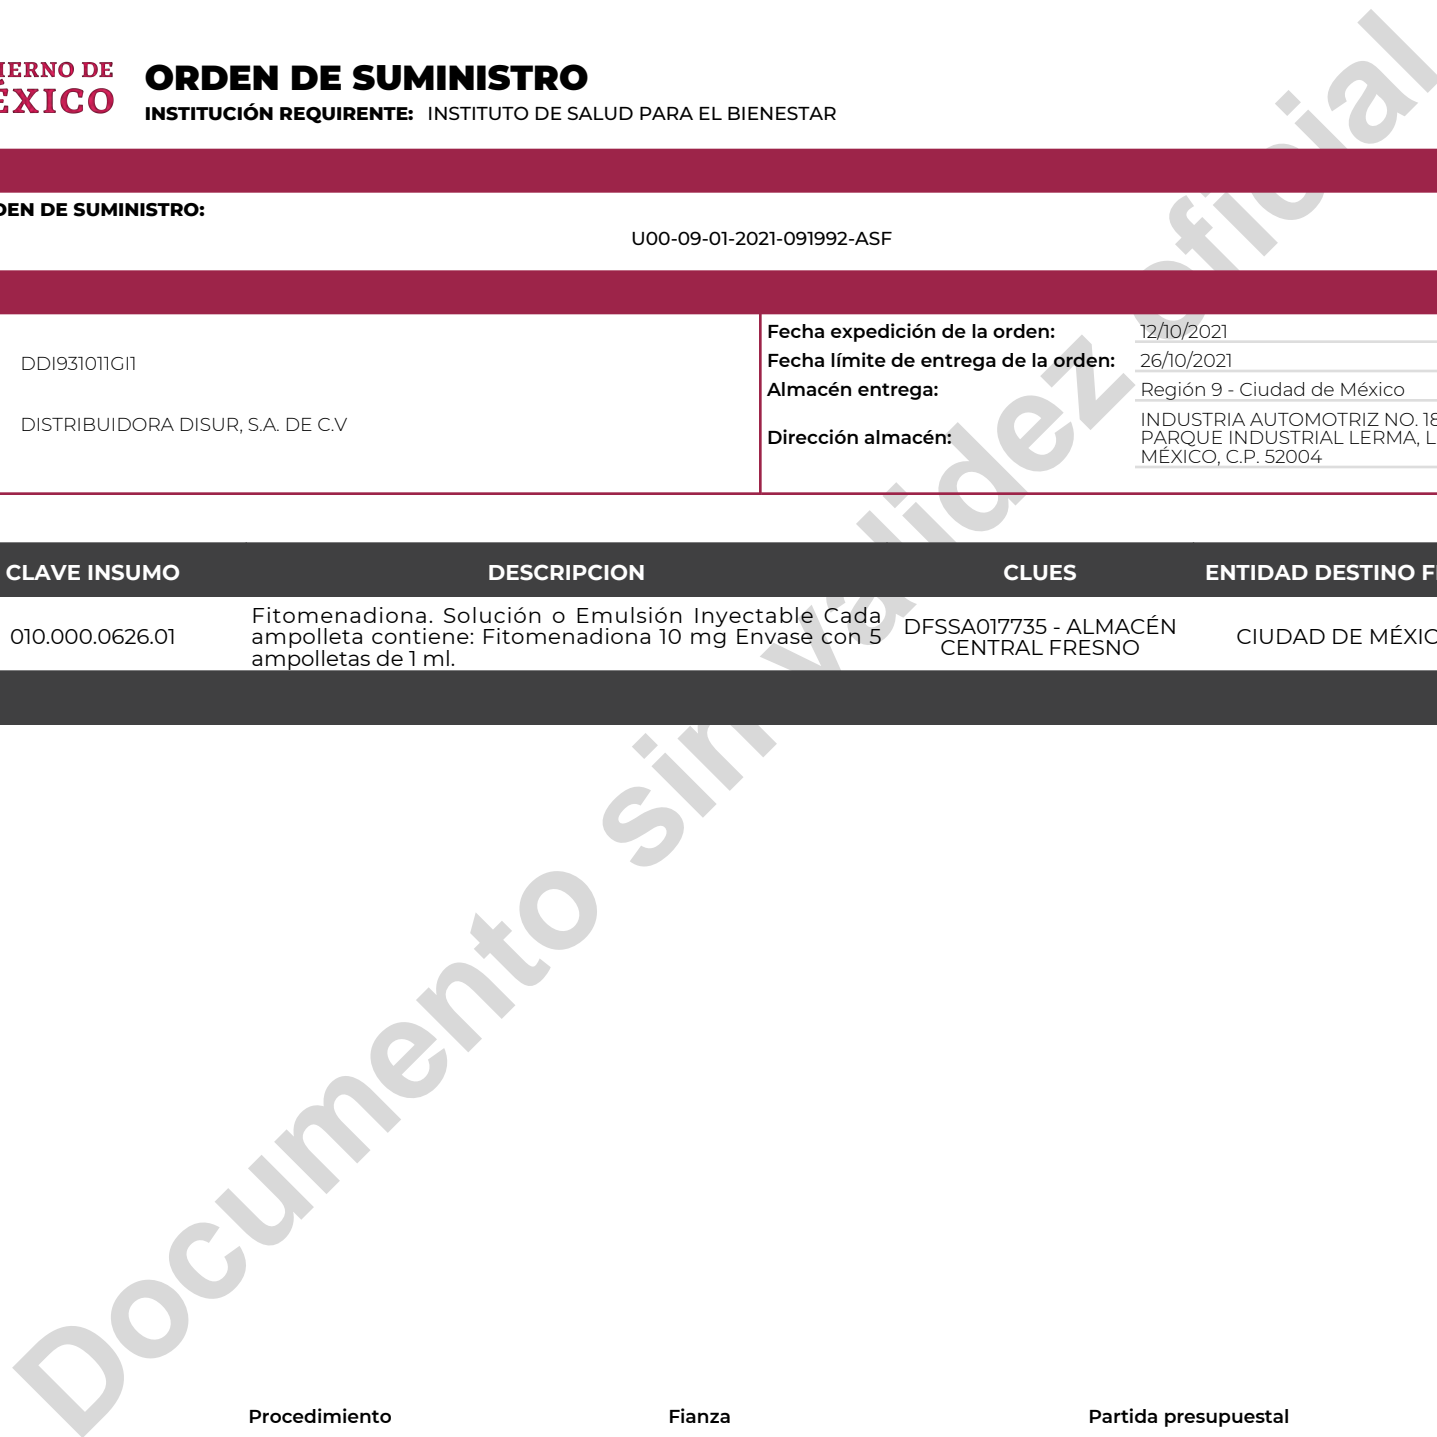 IERNO DE
ÉXICO
ORDEN DE SUMINISTRO
INSTITUCIÓN REQUIRENTE: INSTITUTO DE SALUD PARA EL BIENESTAR
DEN DE SUMINISTRO:
U00-09-01-2021-091992-ASF
DDI931011GI1
DISTRIBUIDORA DISUR, S.A. DE C.V
Fecha expedición de la orden: 12/10/2021
Fecha límite de entrega de la orden: 26/10/2021
Almacén entrega: Región 9 - Ciudad de México
Dirección almacén:
INDUSTRIA AUTOMOTRIZ NO. 18
PARQUE INDUSTRIAL LERMA, L
MÉXICO, C.P. 52004
CLAVE INSUMO DESCRIPCION CLUES ENTIDAD DESTINO F
010.000.0626.01
Fitomenadiona. Solución o Emulsión Inyectable Cada
ampolleta contiene: Fitomenadiona 10 mg Envase con 5
ampolletas de 1 ml.
DFSSA017735 - ALMACÉN
CENTRAL FRESNO
CIUDAD DE MÉXIC
Documento sin validez oficial
Procedimiento Fianza Partida presupuestal